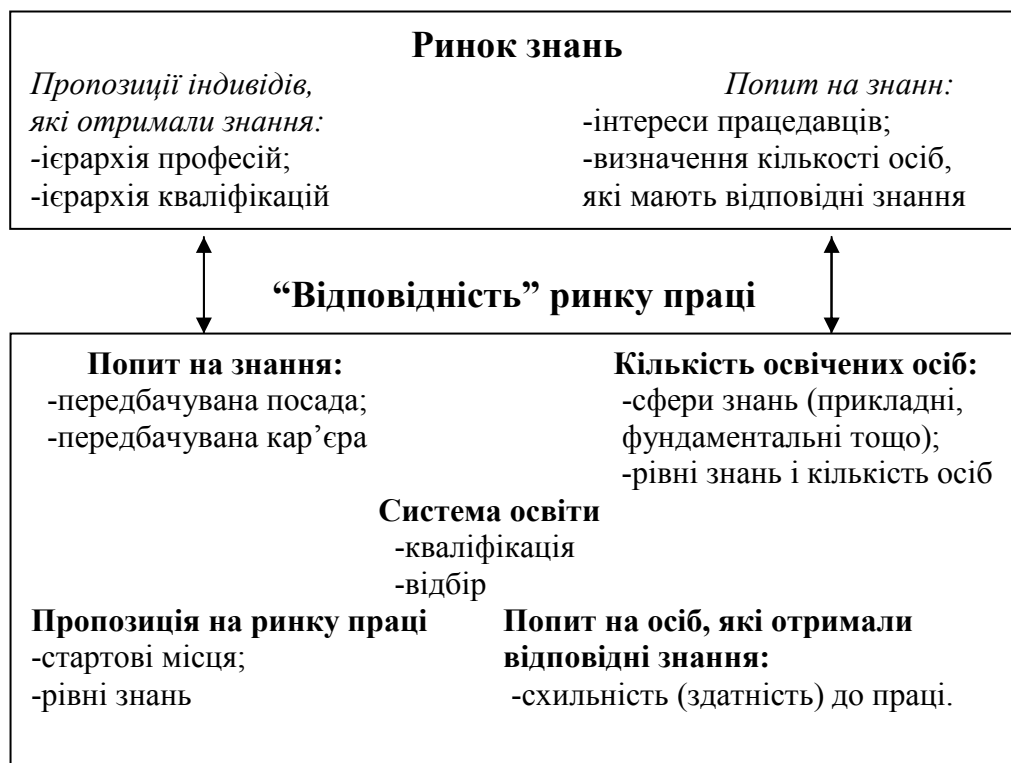 Ринок знань
Пропозиції індивідів,
які отримали знання:
-ієрархія професій;
-ієрархія кваліфікацій
Попит на знанн:
-інтереси працедавців;
-визначення кількості осіб,
які мають відповідні знання
“Відповідність” ринку праці
Попит на знання:
-передбачувана посада;
-передбачувана кар’єра
Кількість освічених осіб:
-сфери знань (прикладні,
фундаментальні тощо);
-рівні знань і кількість осіб
Система освіти
-кваліфікація
-відбір
Пропозиція на ринку праці
-стартові місця;
-рівні знань
Попит на осіб, які отримали
відповідні знання:
-схильність (здатність) до праці.